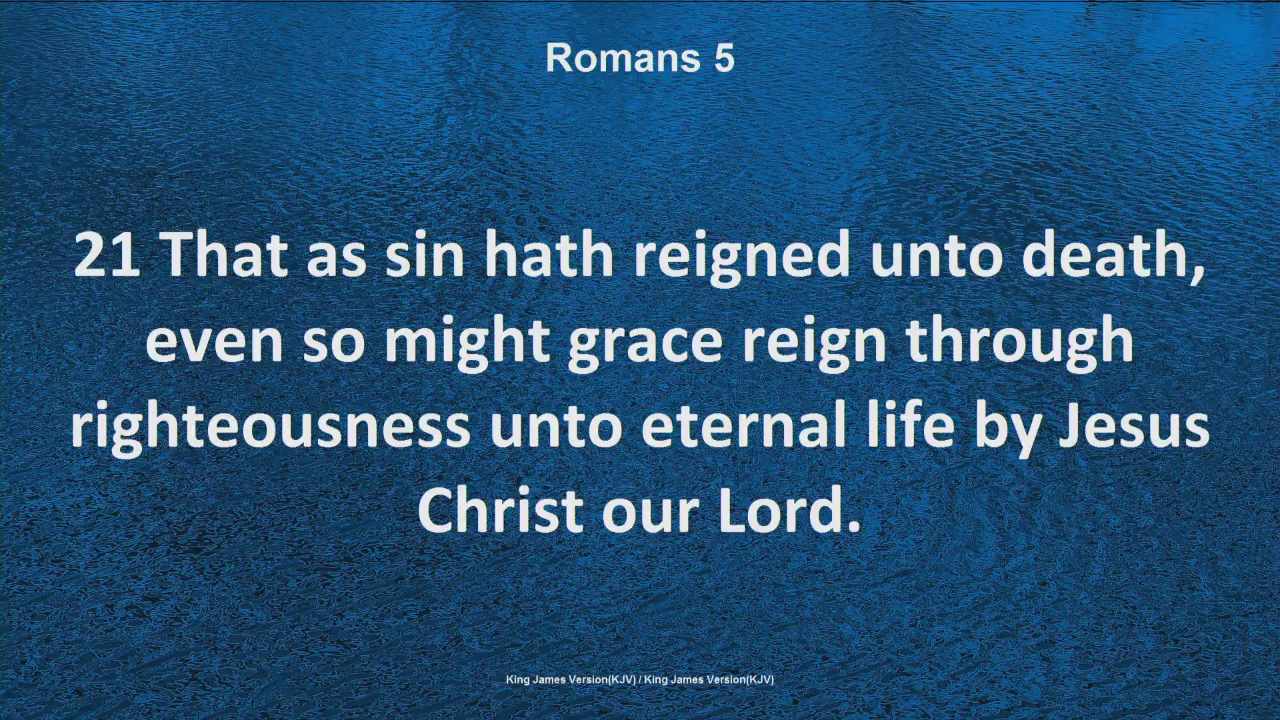 Romans 5
21 That as sin hath reigned unto death,
even so might grace reign through
righteousness unto eternal life by Jesus
Christ our Lord.
King James Version(KJV) / King James Version(KJV)